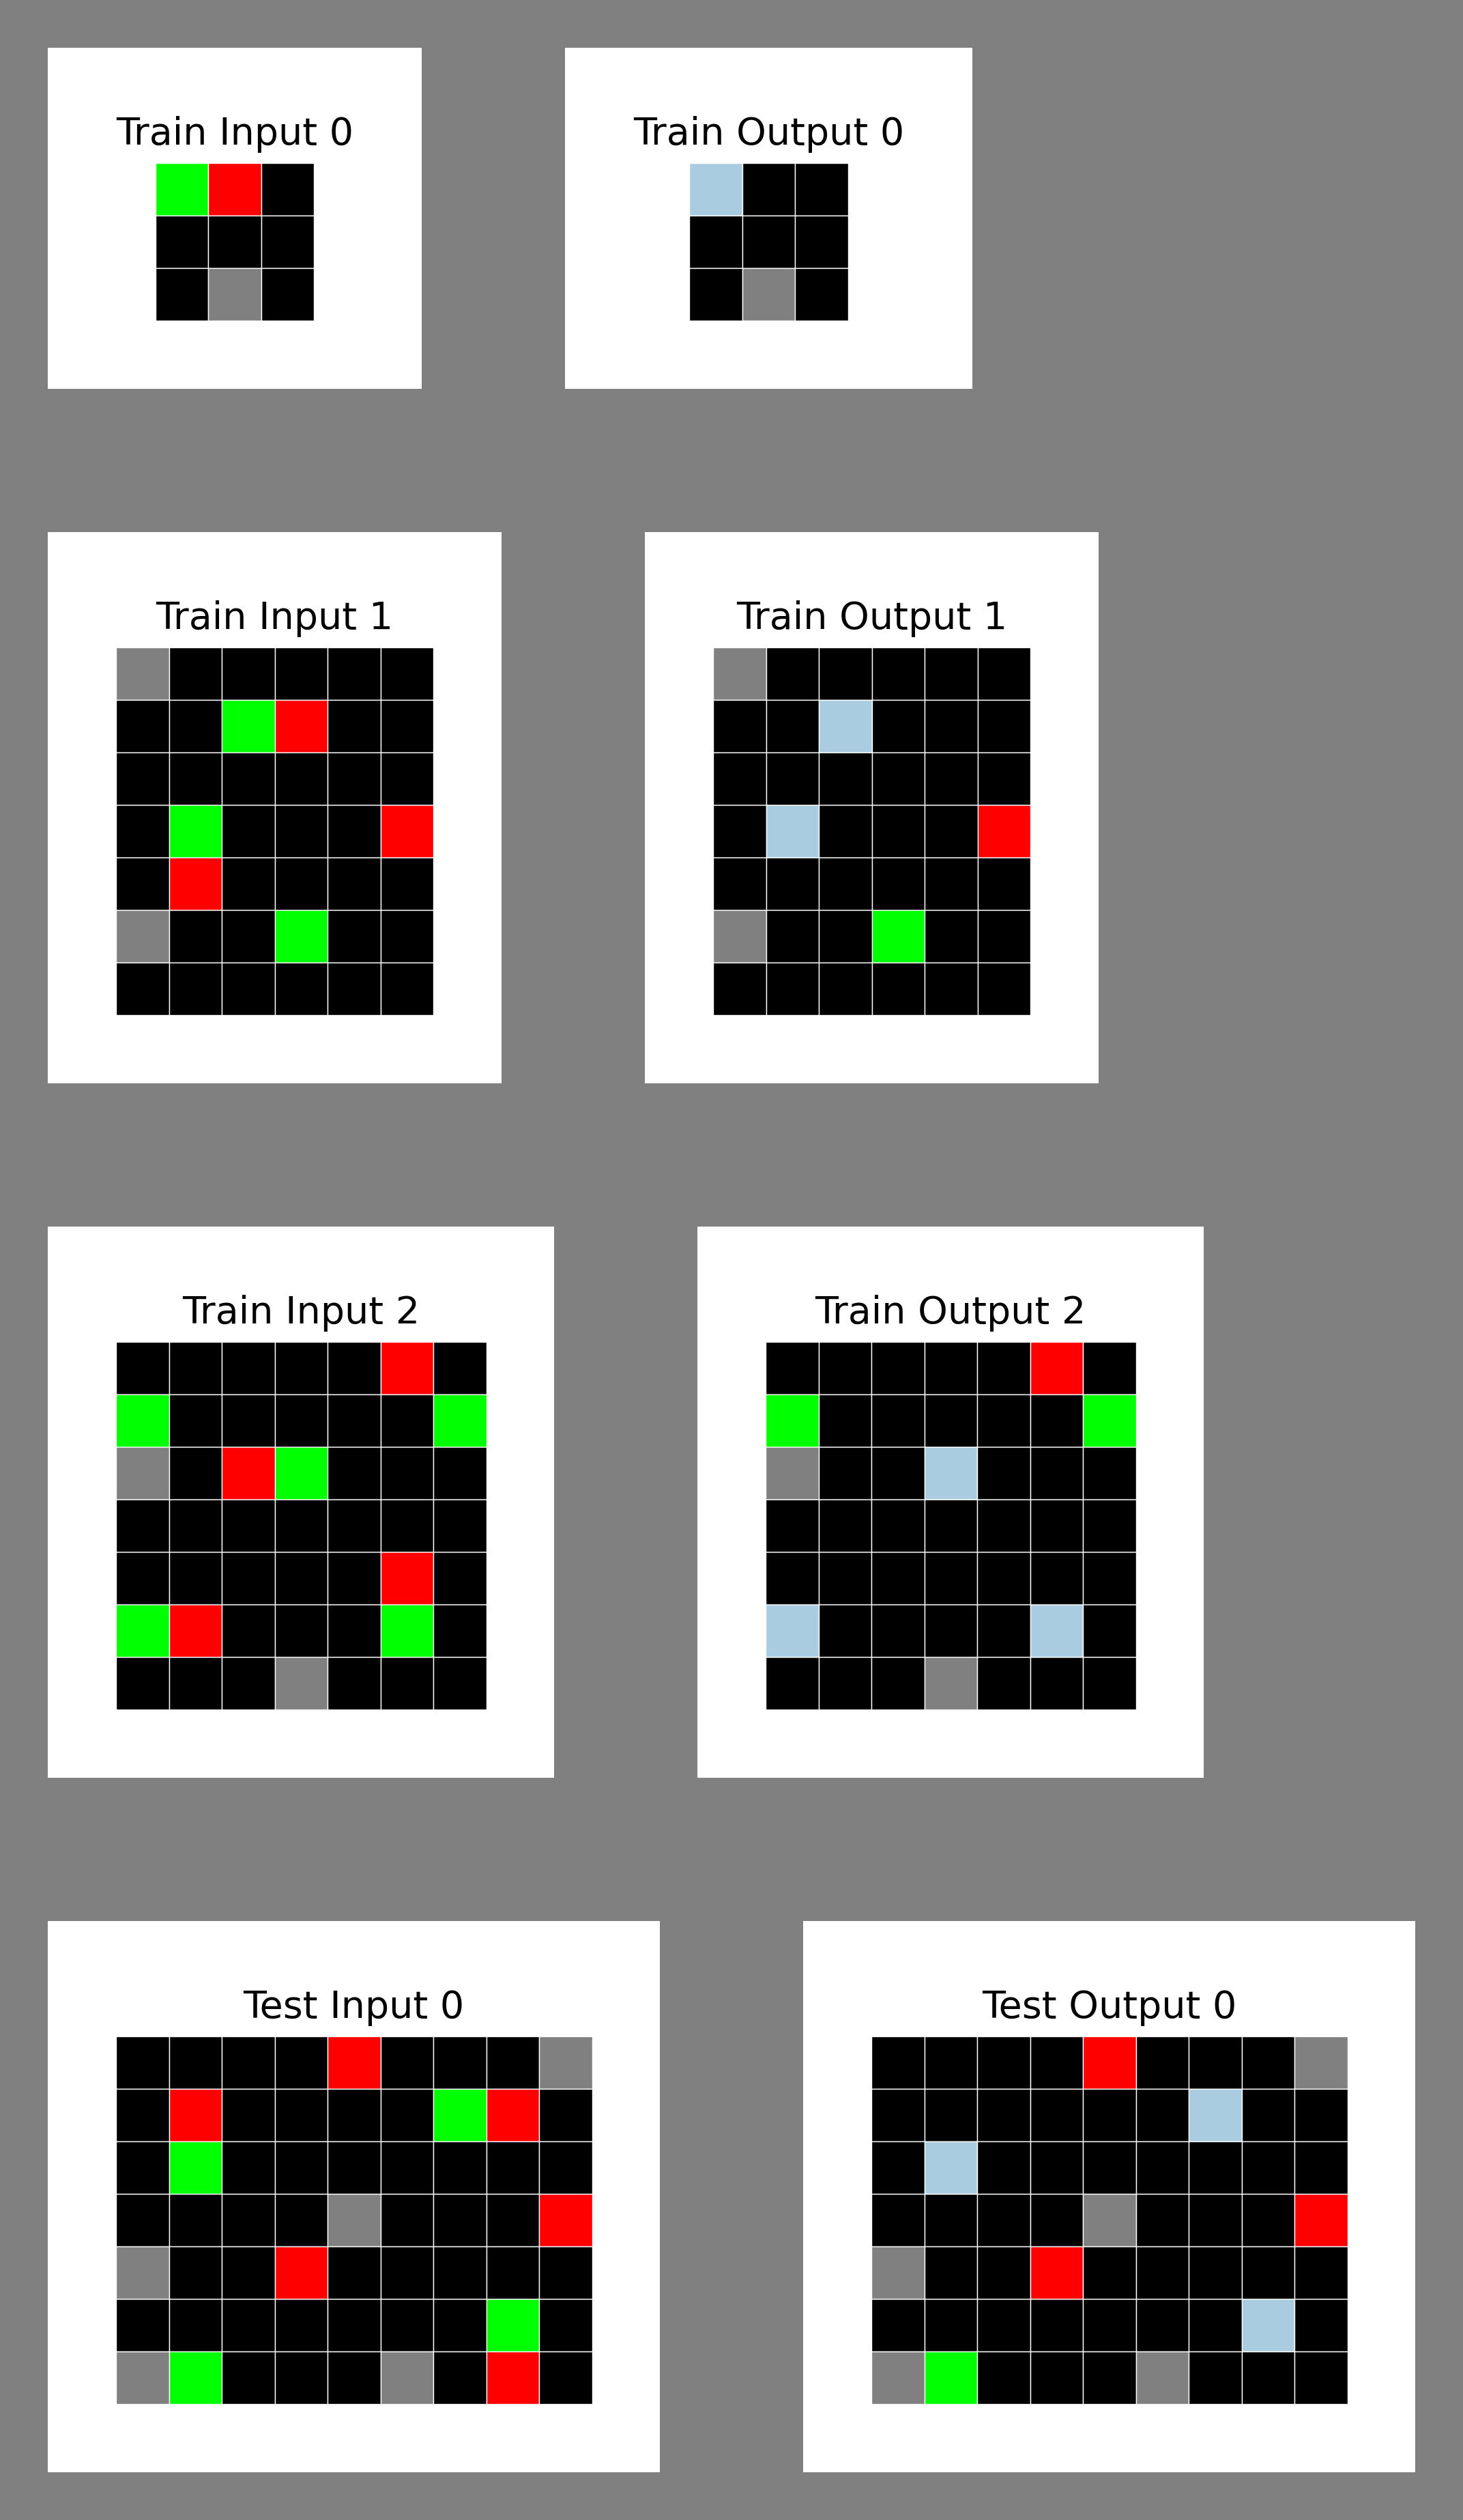 Train Input 0
Train Output 0
Train Input 1
Train Output 1
Train Input 2
Train Output 2
Test Input 0
Test Output 0